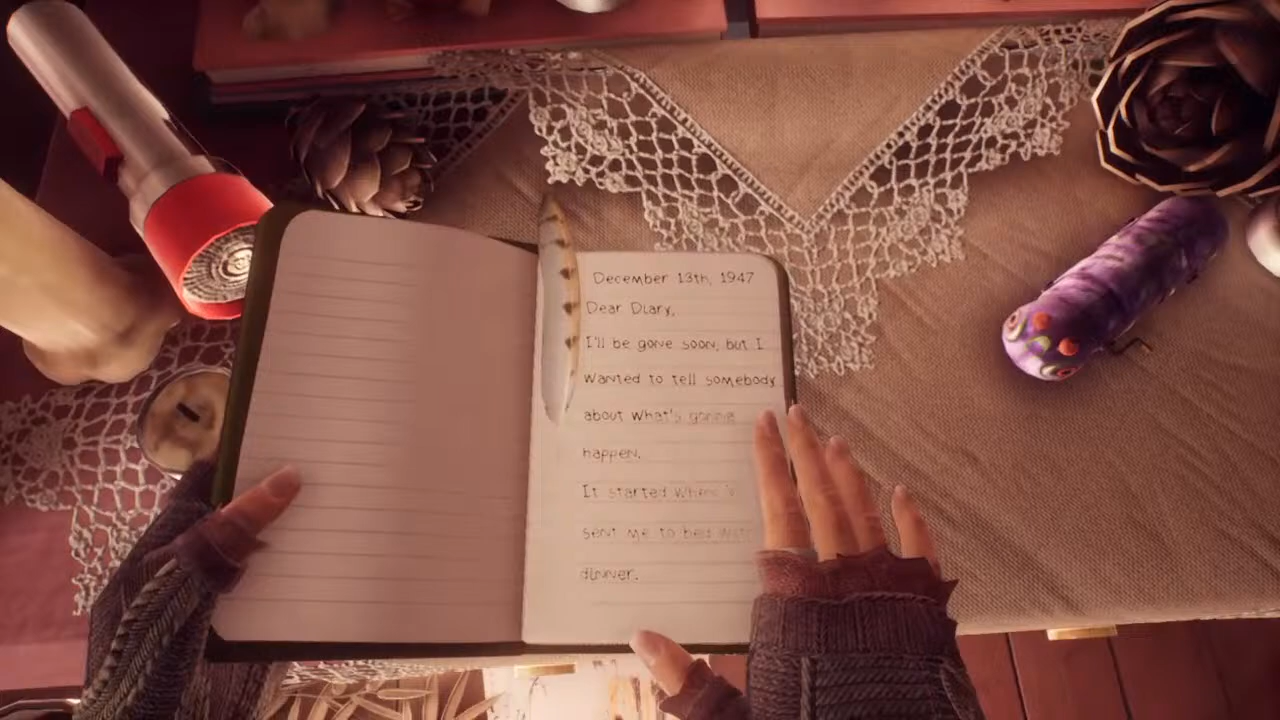 December 13th, 1947
Dear Diary,
I'll be gone soon, but I
wanted to tell somebody
about what's gonna
happen.
It started when
sent me to bed
dinner.